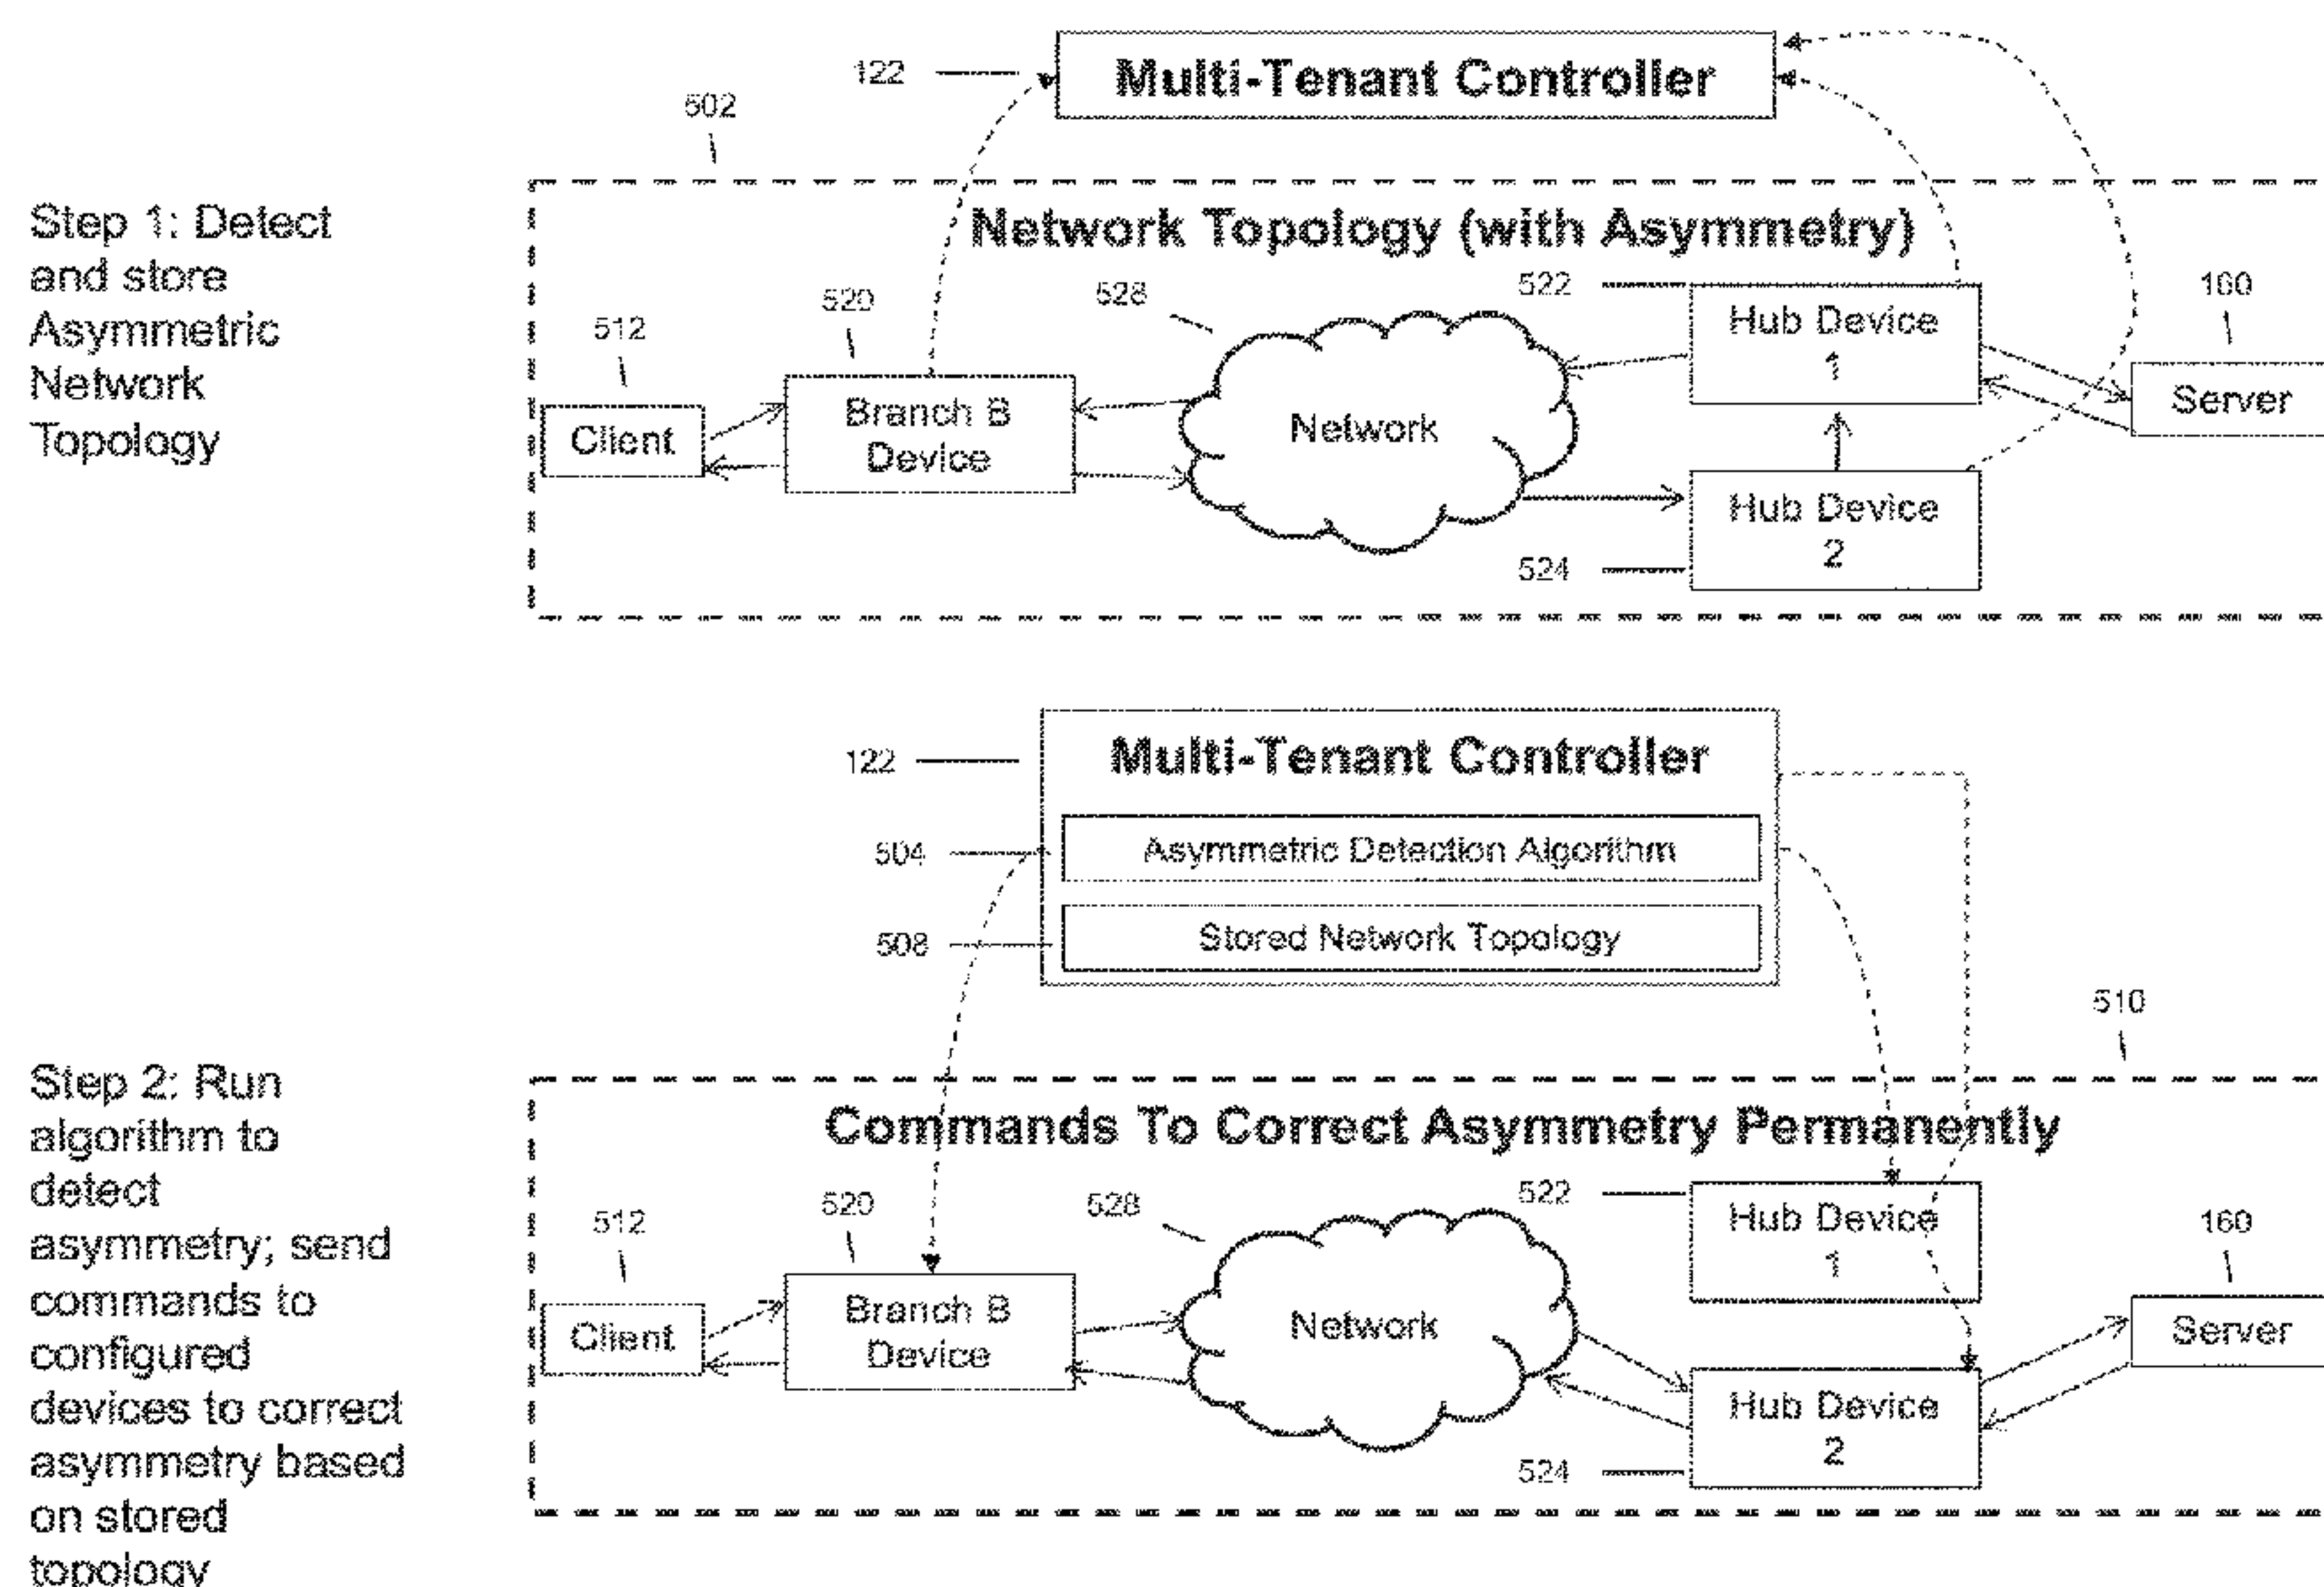 122
Multi-Tenant Controller
502
Step 1: Detect
and store
Asymmetric
Network
Topology
Network Topology (with Asymmetry)
512
520
528
522
160
Client
Branch B
Device
Network
Hub Device
1
Server
Hub Device
2
524
122
Multi-Tenant Controller
504
Asymmetric Detection Algorithm
508
Stored Network Topology
510
Step 2: Run
algorithm to
detect
asymmetry; send
commands to
configured
devices to correct
asymmetry based
on stored
topology
Commands To Correct Asymmetry Permanently
512
520
528
522
160
Client
Branch B
Device
Network
Hub Device
1
Server
Hub Device
2
524